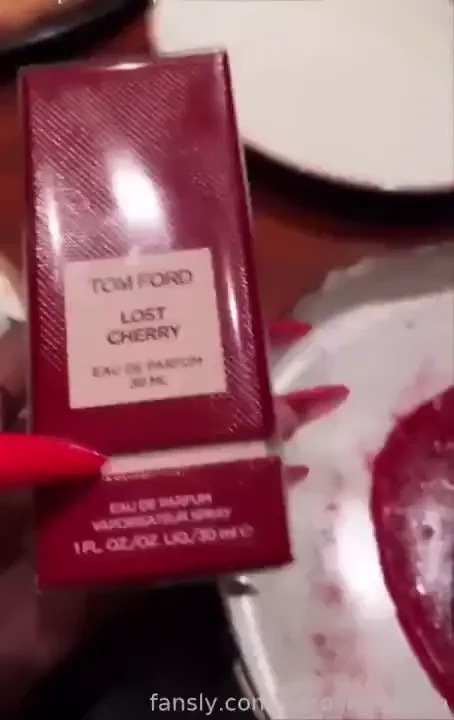 TOM FORD
LOST
CHERRY
EAU DE PARFUM
30 ML
EAU DE PARFUM
VAPORISATEUR SPRAY
1 FL. OZ./OZ. LIQ./30 ml ℮
fansly.com